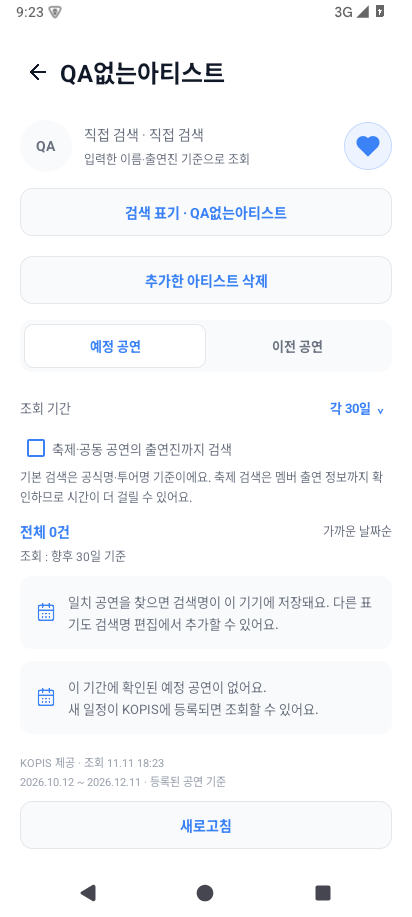 9:23
3G
QA없는아티스트
QA
직접 검색 · 직접 검색
입력한 이름·출연진 기준으로 조회
검색 표기 · QA없는아티스트
추가한 아티스트 삭제
예정 공연
이전 공연
조회 기간
각 30일
축제·공동 공연의 출연진까지 검색
기본 검색은 공식명·투어명 기준이에요. 축제 검색은 멤버 출연 정보까지 확
인하므로 시간이 더 걸릴 수 있어요.
전체 0건
가까운 날짜순
조회 : 향후 30일 기준
일치 공연을 찾으면 검색명이 이 기기에 저장돼요. 다른 표
기도 검색명 편집에서 추가할 수 있어요.
이 기간에 확인된 예정 공연이 없어요.
새 일정이 KOPIS에 등록되면 조회할 수 있어요.
KOPIS 제공 · 조회 11.11 18:23
2026.10.12 ~ 2026.12.11 · 등록된 공연 기준
새로고침